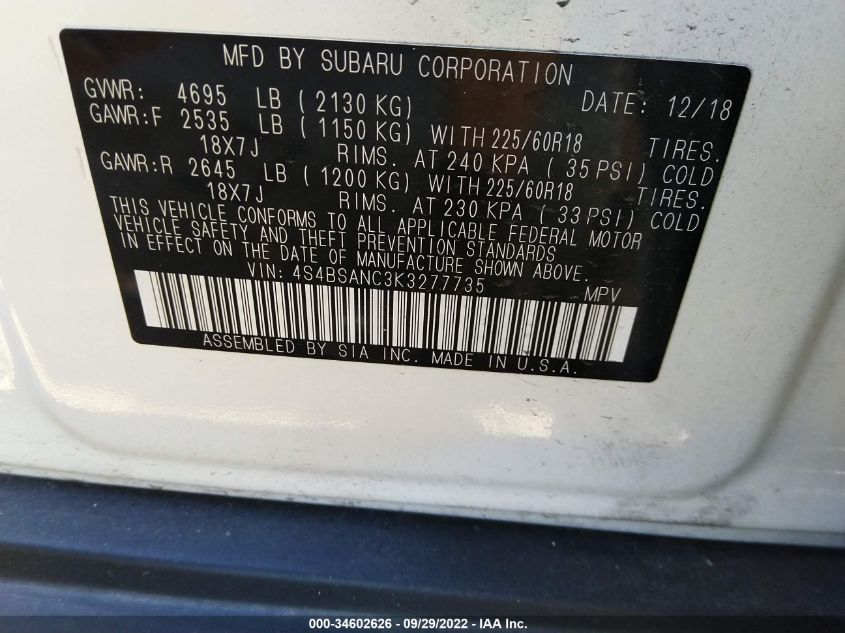 MFD BY SUBARU CORPORATION
GVWR: 4695 LB (2130 KG) DATE: 12/18
GAWR:F 2535 LB (1150 KG) WITH 225/60R18 TIRES.
18X7J RIMS. AT 240 KPA (35 PSI) COLD
GAWR:R 2645 LB (1200 KG) WITH 225/60R18 TIRES.
18X7J RIMS. AT 230 KPA (33 PSI) COLD
THIS VEHICLE CONFORMS TO ALL APPLICABLE FEDERAL MOTOR
VEHICLE SAFETY AND THEFT PREVENTION STANDARDS
IN EFFECT ON THE DATE OF MANUFACTURE SHOWN ABOVE.
VIN: 4S4BSANC3K3277735 MPV
ASSEMBLED BY SIA INC. MADE IN U.S.A.
000-34602626 - 09/29/2022 - IAA Inc.